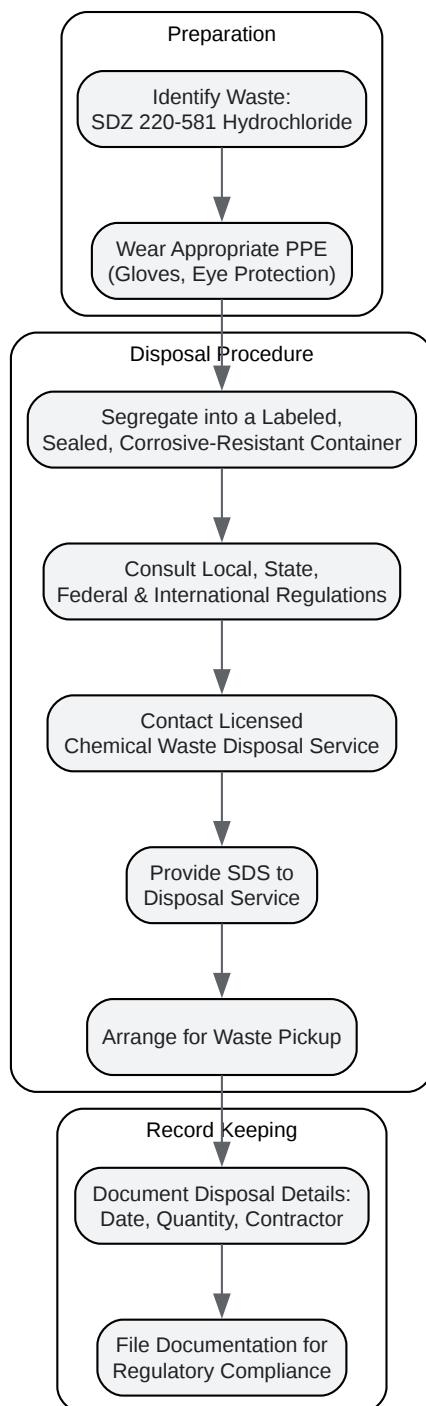 Preparation
Identify Waste:
SDZ 220-581 Hydrochloride
Wear Appropriate PPE
(Gloves, Eye Protection)
Disposal Procedure
Segregate into a Labeled,
Sealed, Corrosive-Resistant Container
Consult Local, State,
Federal & International Regulations
Contact Licensed
Chemical Waste Disposal Service
Provide SDS to
Disposal Service
Arrange for Waste Pickup
Record Keeping
Document Disposal Details:
Date, Quantity, Contractor
File Documentation for
Regulatory Compliance